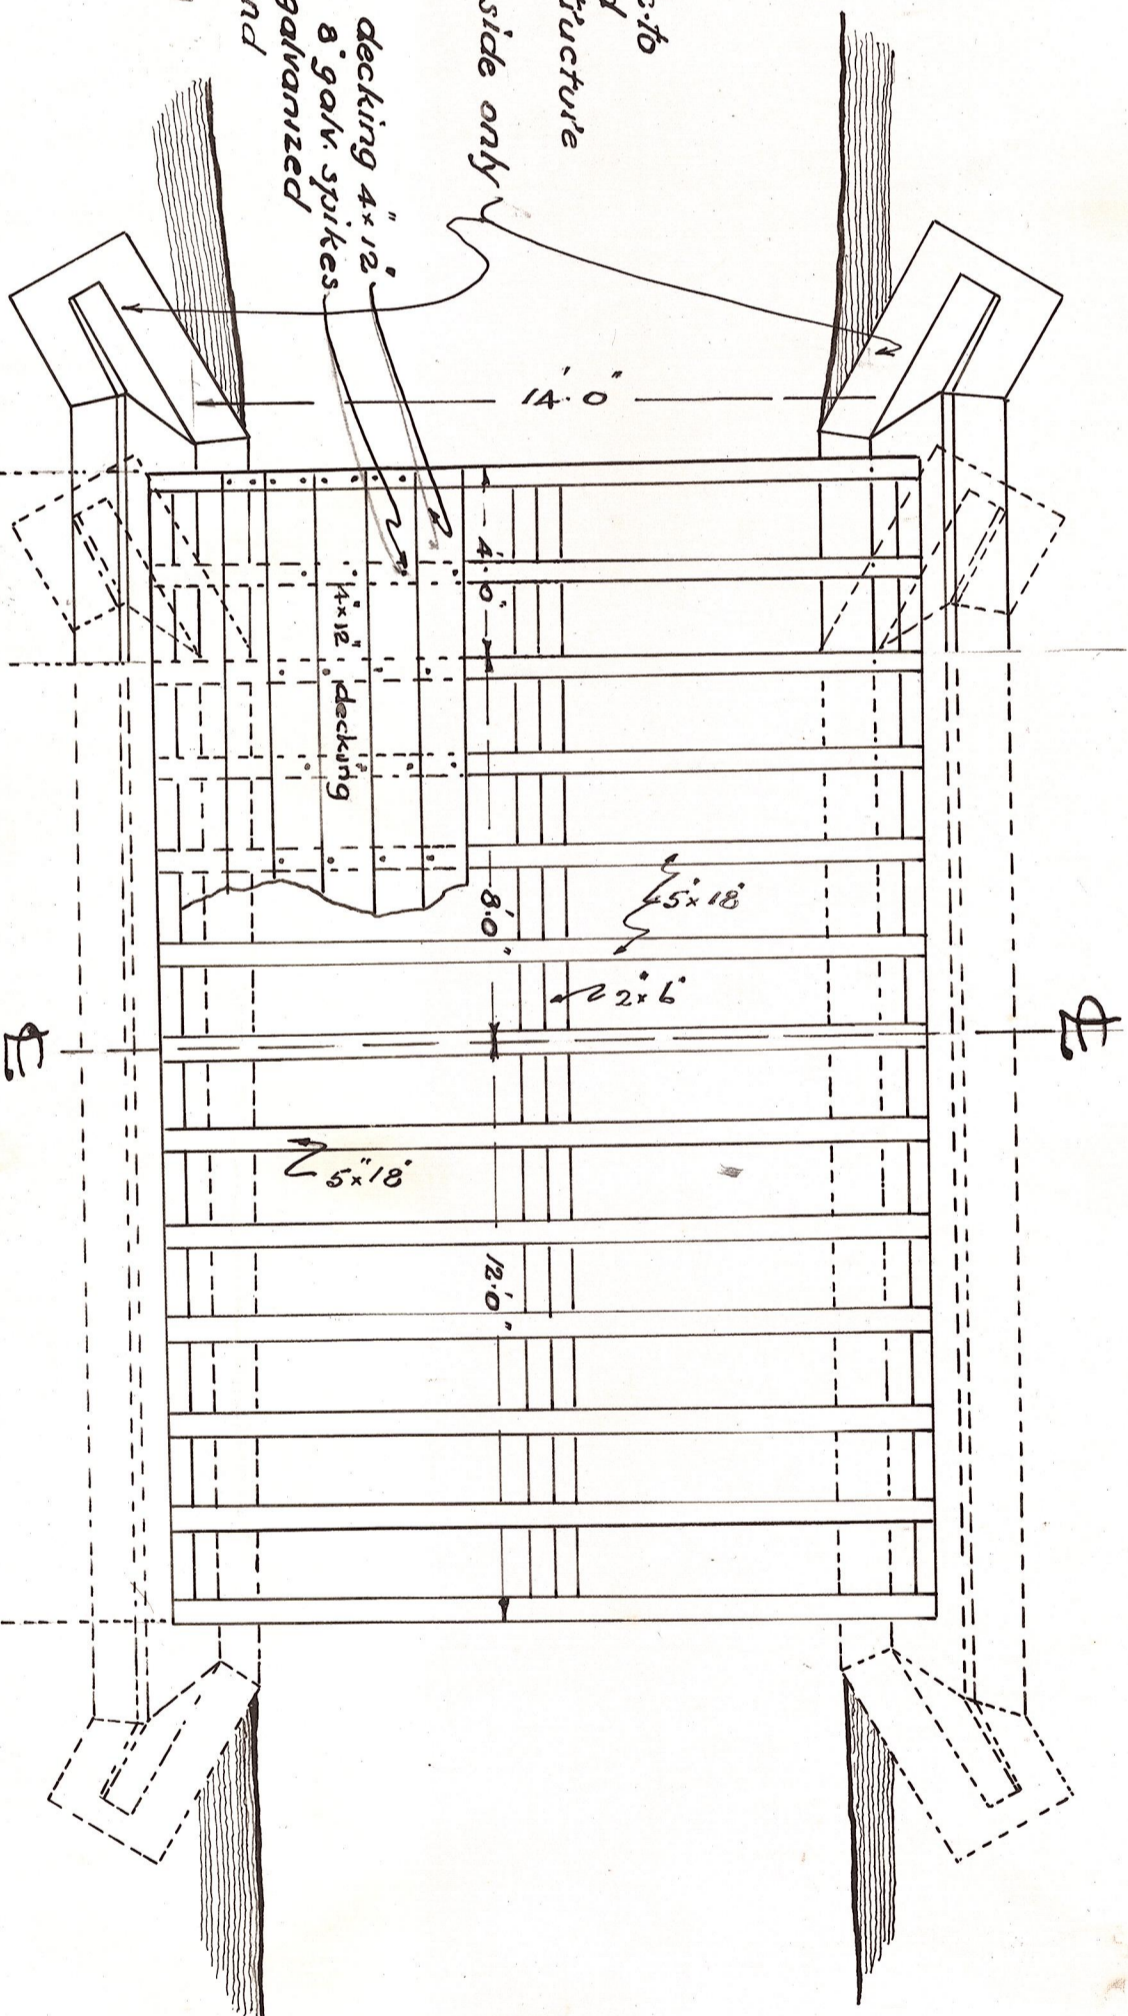 to
ructure
side only
decking 4"x12"
8" galv. spikes
galvanized
nd
14'.0"
4'.0"
4"x12" decking
8'.0"
5"x18"
2"x6"
5"x18"
12'.0"